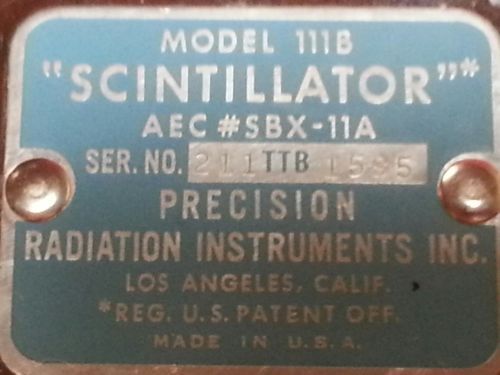 MODEL 111B
"SCINTILLATOR"*
AEC #SBX-11A
SER. NO. 211TTB 1595
PRECISION
RADIATION INSTRUMENTS INC.
LOS ANGELES, CALIF.
*REG. U.S. PATENT OFF.
MADE IN U.S.A.